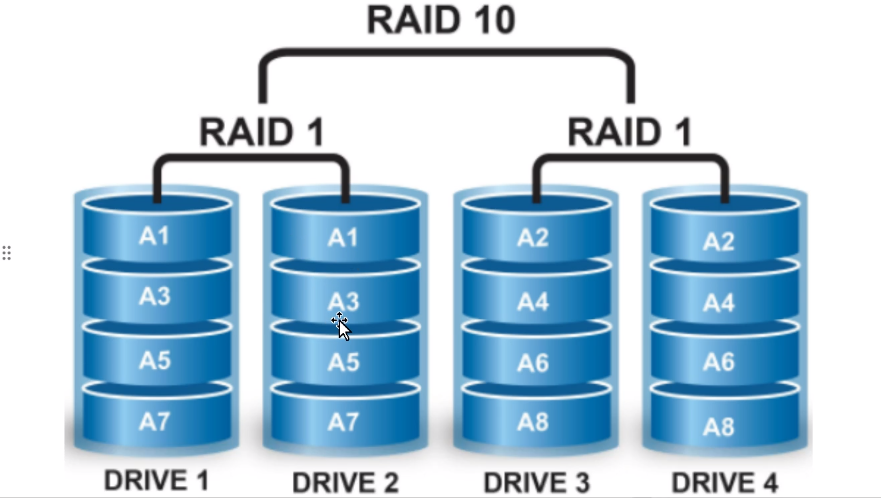 RAID 10
RAID 1 RAID 1
A1 A1 A2 A2
A3 A3 A4 A4
A5 A5 A6 A6
A7 A7 A8 A8
DRIVE 1 DRIVE 2 DRIVE 3 DRIVE 4